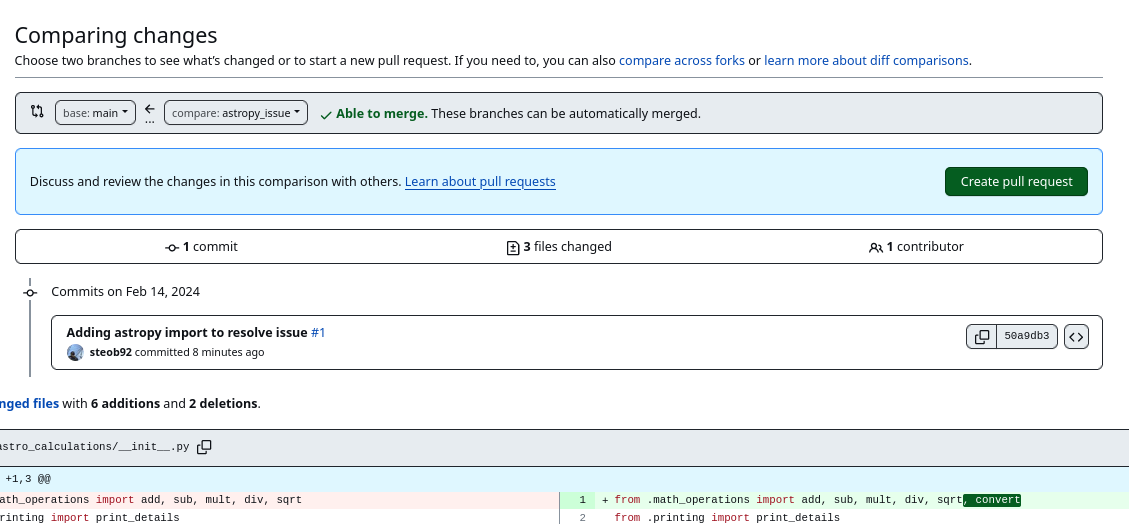 Comparing changes
Choose two branches to see what's changed or to start a new pull request. If you need to, you can also compare across forks or learn more about diff comparisons.
base: main ← ... compare: astropy_issue ✓ Able to merge. These branches can be automatically merged.
Discuss and review the changes in this comparison with others. Learn about pull requests Create pull request
1 commit 3 files changed 1 contributor
Commits on Feb 14, 2024
Adding astropy import to resolve issue #1
steob92 committed 8 minutes ago 50a9db3
nged files with 6 additions and 2 deletions.
astro_calculations/__init__.py
+1,3 @@
ath_operations import add, sub, mult, div, sqrt 1 + from .math_operations import add, sub, mult, div, sqrt, convert
rinting import print_details 2 from .printing import print_details